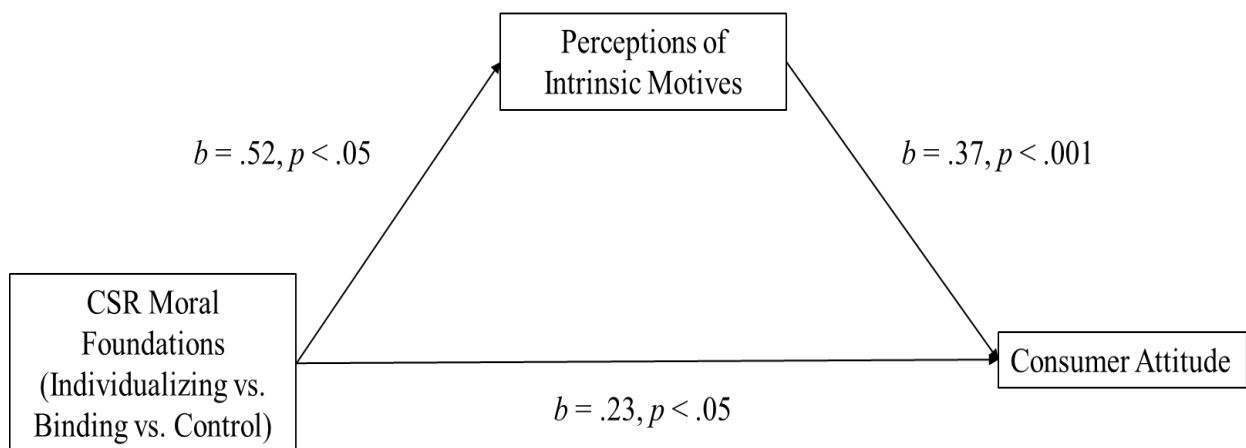 Perceptions of
Intrinsic Motives
b = .52, p < .05
b = .37, p < .001
CSR Moral
Foundations
(Individualizing vs.
Binding vs. Control)
Consumer Attitude
b = .23, p < .05